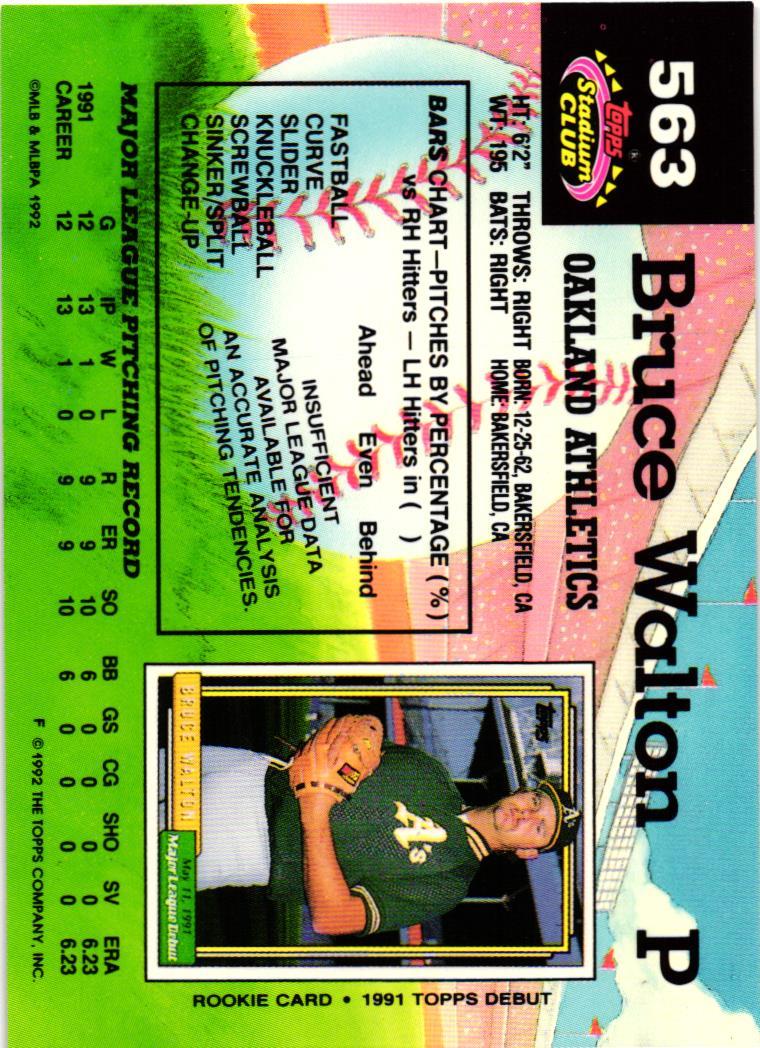 563
Topps
Stadium
CLUB
Bruce Walton P
OAKLAND ATHLETICS
HT: 6'2" THROWS: RIGHT BORN: 12-25-62, BAKERSFIELD, CA
WT: 195 BATS: RIGHT HOME: BAKERSFIELD, CA
BARS CHART—PITCHES BY PERCENTAGE (%)
vs RH Hitters — LH Hitters in ( )
Ahead Even Behind
FASTBALL
CURVE
SLIDER
KNUCKLEBALL
SCREWBALL
SINKER/SPLIT
CHANGE-UP
INSUFFICIENT
MAJOR LEAGUE DATA
AVAILABLE FOR
AN ACCURATE ANALYSIS
OF PITCHING TENDENCIES.
Topps
A's
A's
BRUCE WALTON
May 11, 1991
Major League Debut
ROOKIE CARD • 1991 TOPPS DEBUT
MAJOR LEAGUE PITCHING RECORD
G IP W L R ER SO BB GS CG SHO SV ERA
1991 12 13 1 0 9 9 10 6 0 0 0 0 6.23
CAREER 12 13 1 0 9 9 10 6 0 0 0 0 6.23
©MLB & MLBPA 1992
F © 1992 THE TOPPS COMPANY, INC.